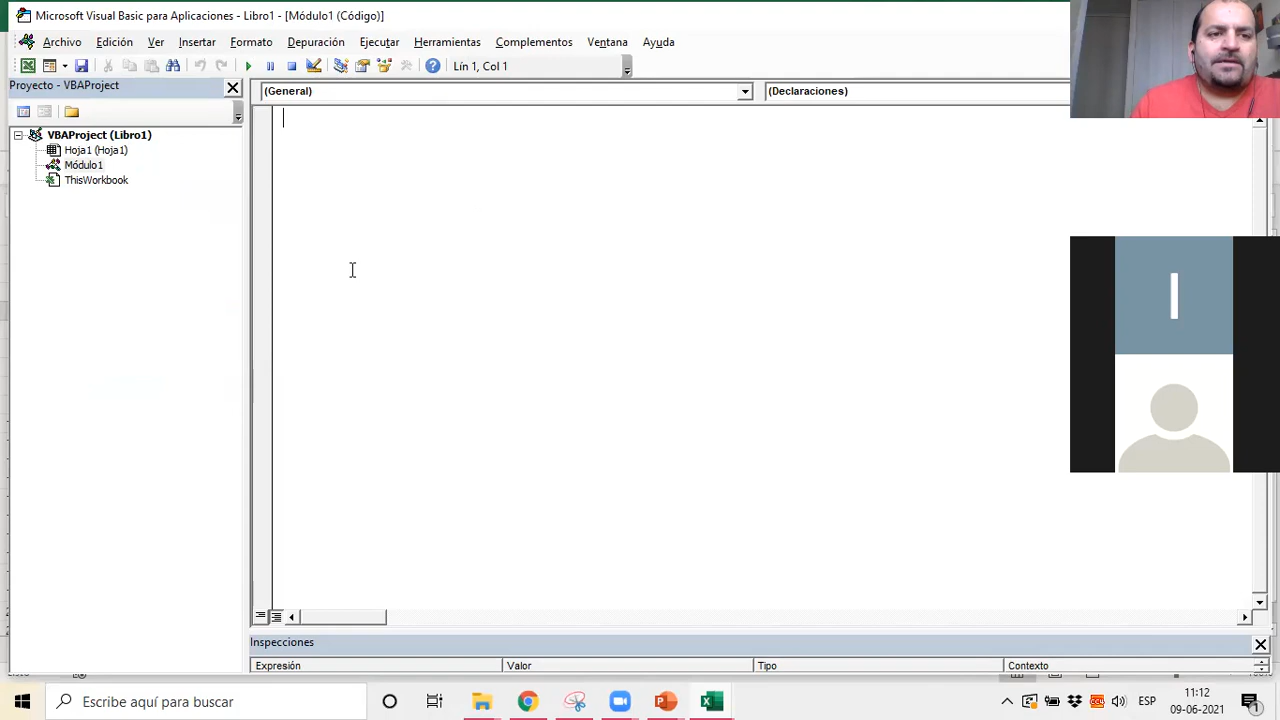 Microsoft Visual Basic para Aplicaciones - Libro1 - [Módulo1 (Código)]
Archivo Edición Ver Insertar Formato Depuración Ejecutar Herramientas Complementos Ventana Ayuda
Lín 1, Col 1
Proyecto - VBAProject
(General) (Declaraciones)
VBAProject (Libro1)
Hoja1 (Hoja1)
Módulo1
ThisWorkbook
I
Inspecciones
Expresión Valor Tipo Contexto
Escribe aquí para buscar
ESP
11:12
09-06-2021
1